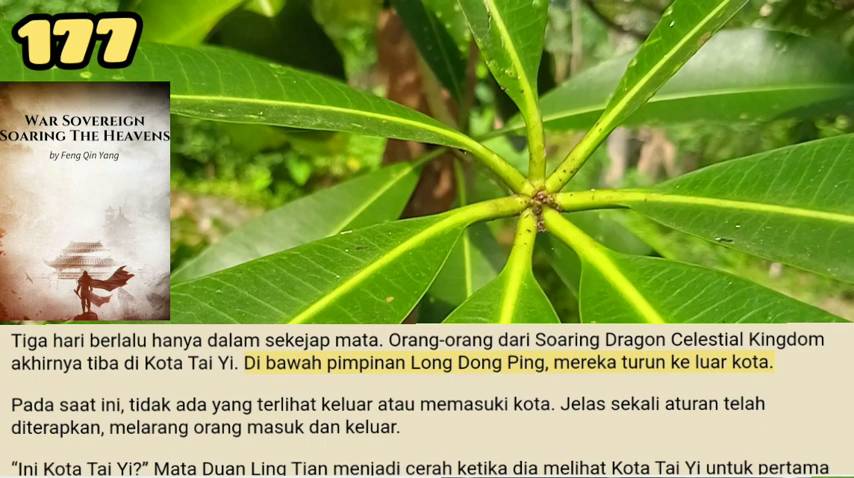 177
WAR SOVEREIGN
SOARING THE HEAVENS
by Feng Qin Yang
Tiga hari berlalu hanya dalam sekejap mata. Orang-orang dari Soaring Dragon Celestial Kingdom
akhirnya tiba di Kota Tai Yi. Di bawah pimpinan Long Dong Ping, mereka turun ke luar kota.
Pada saat ini, tidak ada yang terlihat keluar atau memasuki kota. Jelas sekali aturan telah
diterapkan, melarang orang masuk dan keluar.
“Ini Kota Tai Yi?” Mata Duan Ling Tian menjadi cerah ketika dia melihat Kota Tai Yi untuk pertama